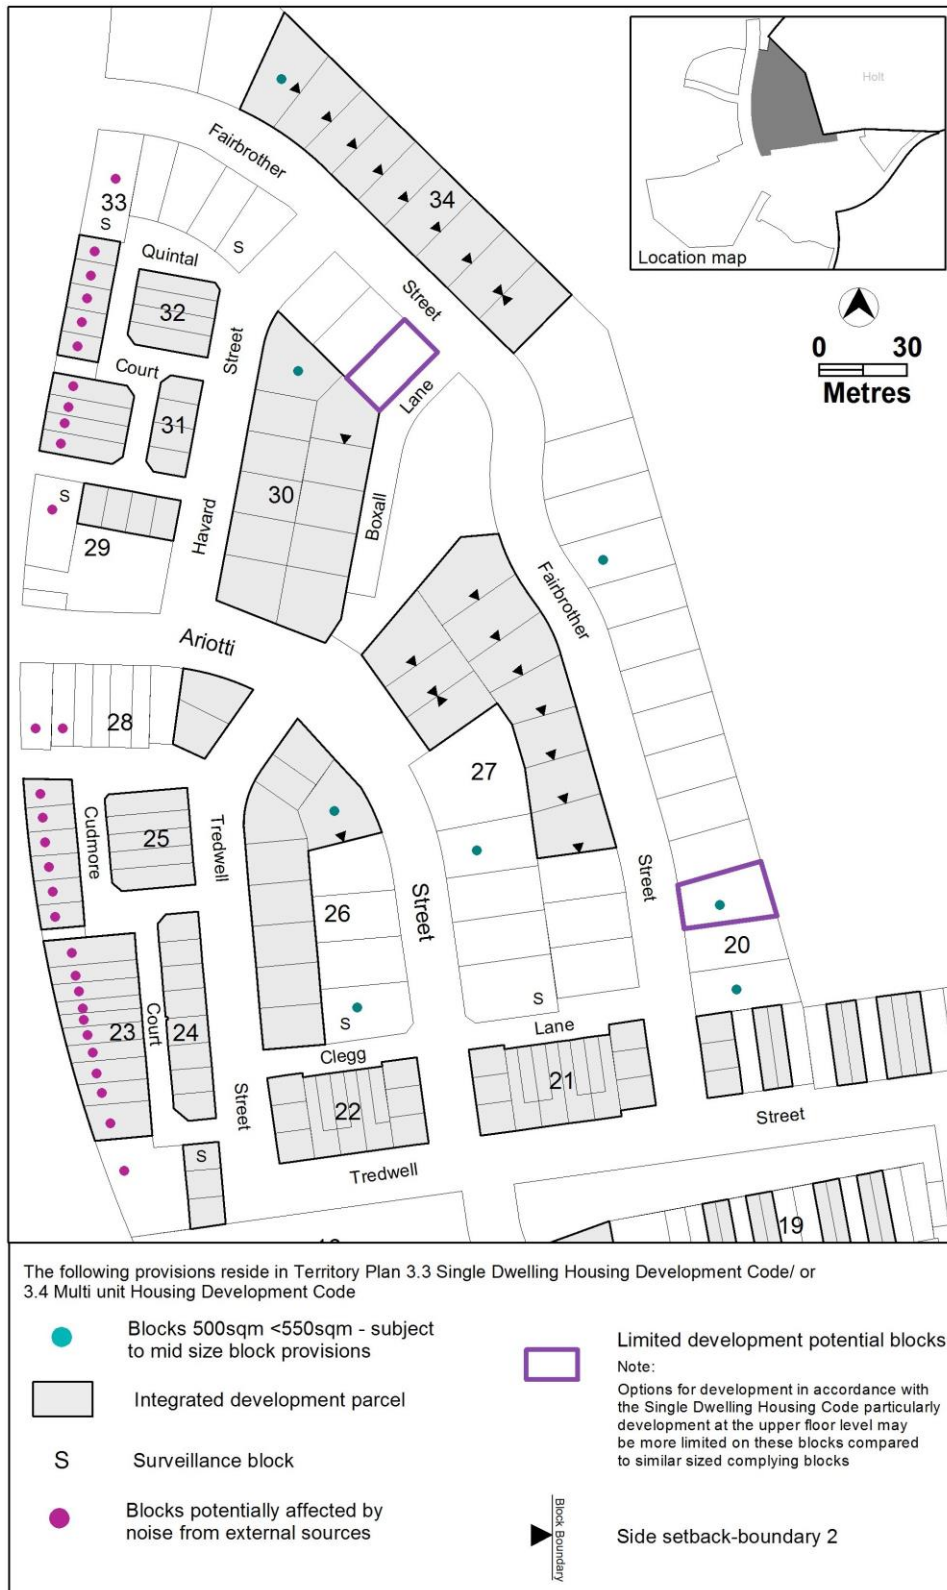 Holt
Location map
0 30
Metres
Fairbrother
34
33
S
S
Quintal
Street
32
Street
Court
Lane
31
30
S
Havard
Boxall
29
Fairbrother
Ariotti
28
27
Cudmore
25
Tredwell
26
Street
Street
20
S
S
Lane
23
Court
24
Clegg
21
Street
22
Street
S
Tredwell
19
The following provisions reside in Territory Plan 3.3 Single Dwelling Housing Development Code/ or
3.4 Multi unit Housing Development Code
Blocks 500sqm <550sqm - subject
to mid size block provisions
Integrated development parcel
S Surveillance block
Blocks potentially affected by
noise from external sources
Limited development potential blocks
Note:
Options for development in accordance with
the Single Dwelling Housing Code particularly
development at the upper floor level may
be more limited on these blocks compared
to similar sized complying blocks
Block Boundary
Side setback-boundary 2